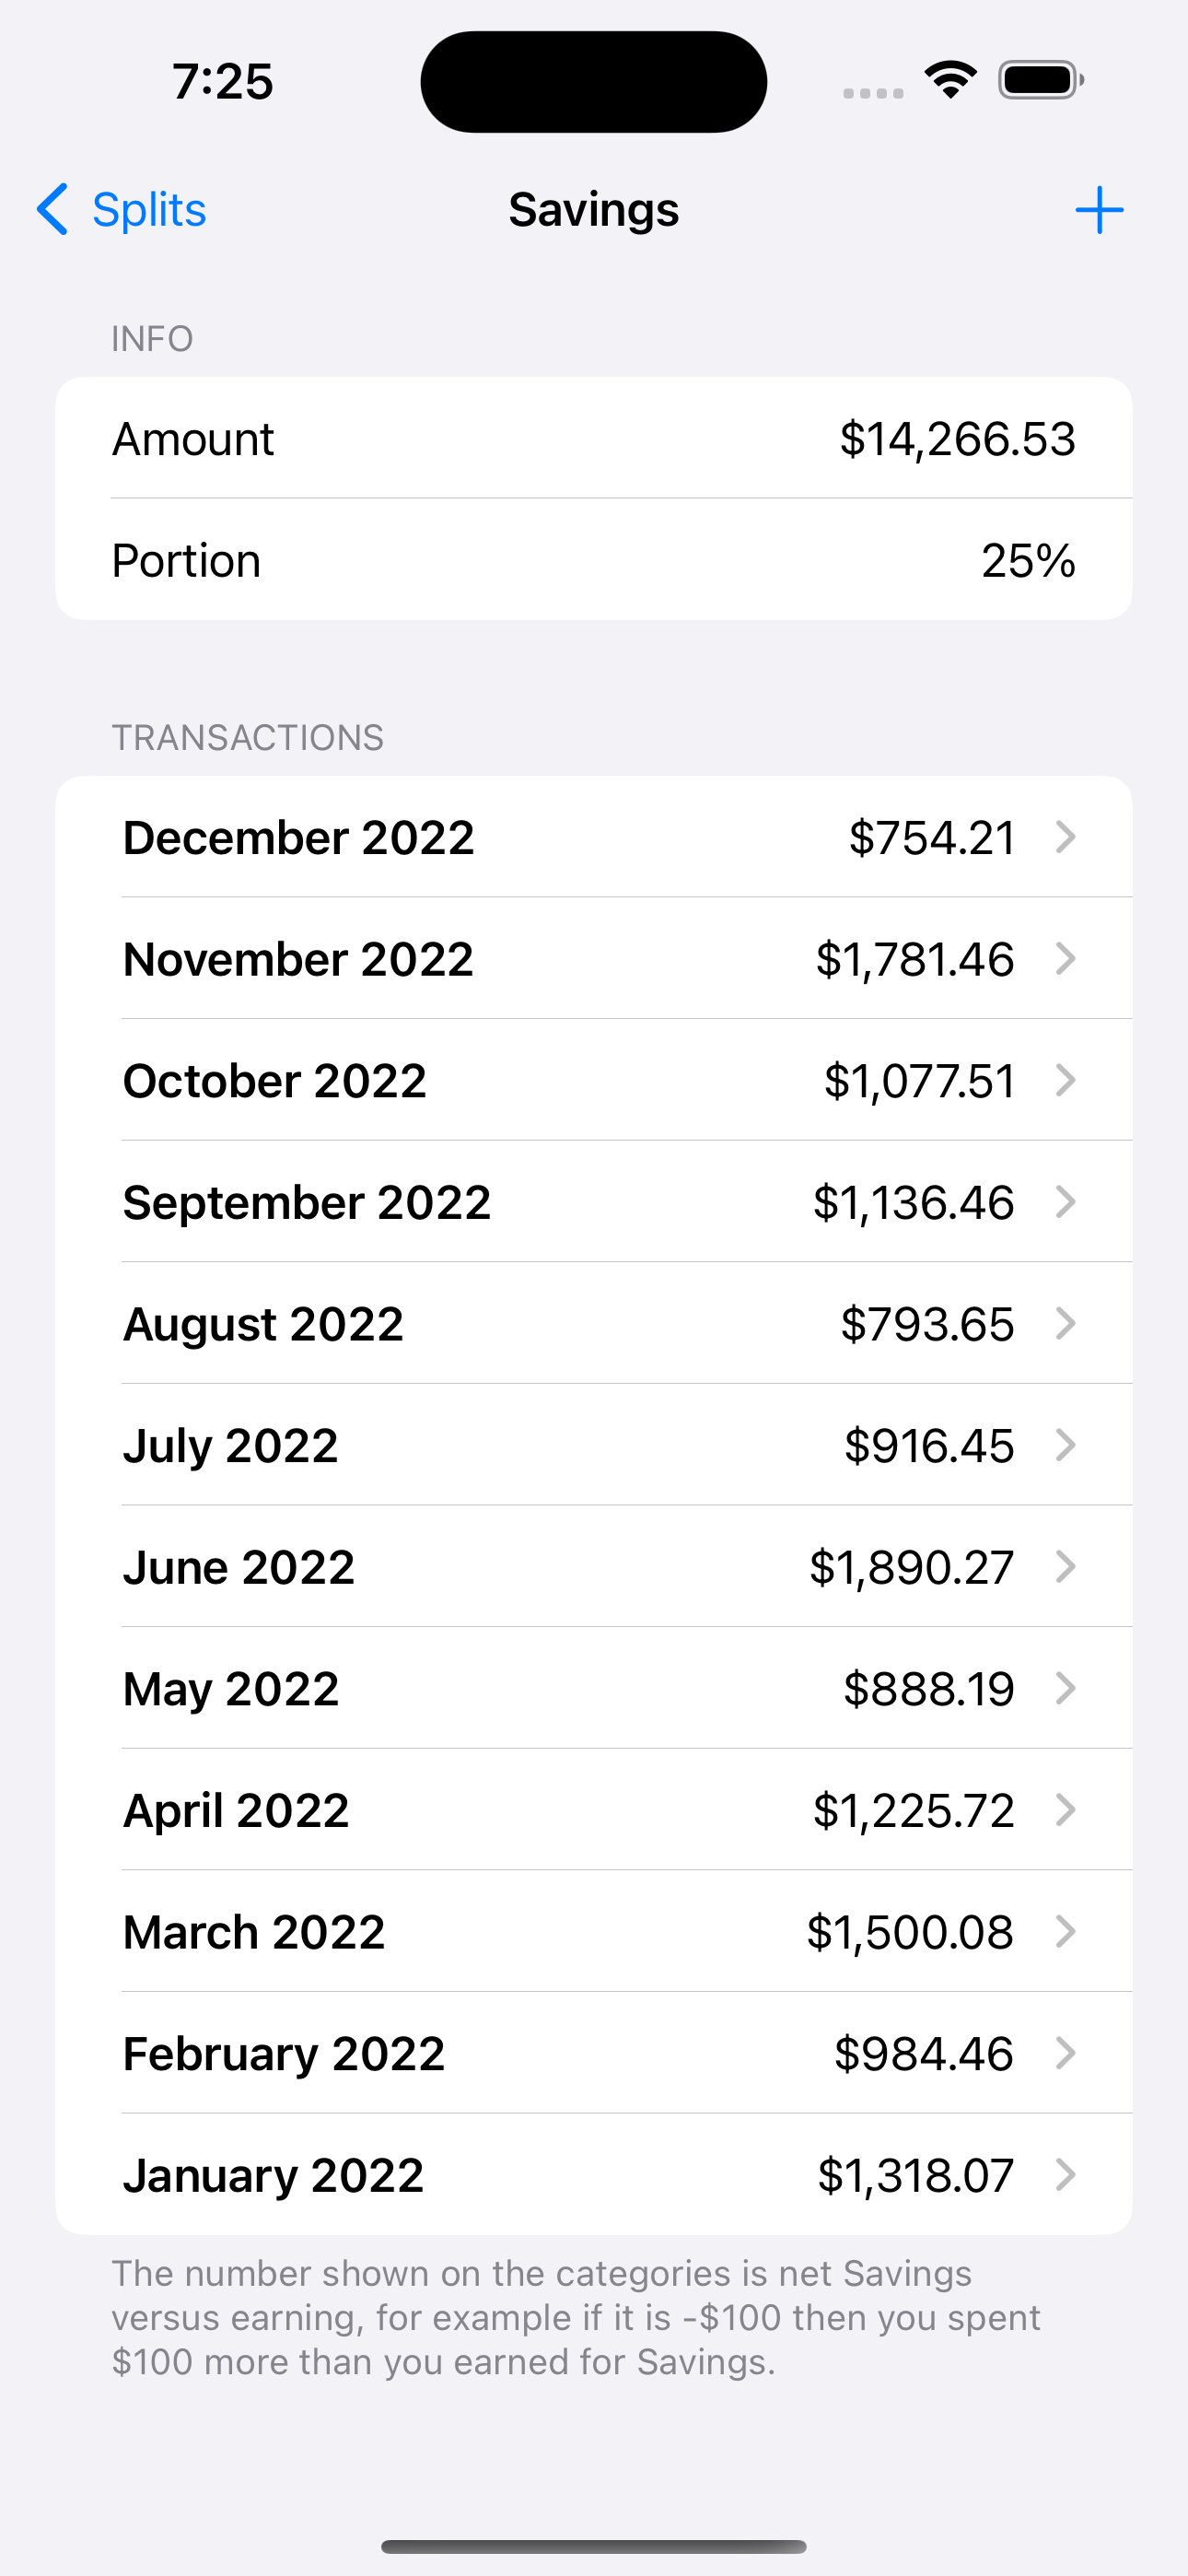 7:25
Splits Savings
INFO
Amount $14,266.53
Portion 25%
TRANSACTIONS
December 2022 $754.21
November 2022 $1,781.46
October 2022 $1,077.51
September 2022 $1,136.46
August 2022 $793.65
July 2022 $916.45
June 2022 $1,890.27
May 2022 $888.19
April 2022 $1,225.72
March 2022 $1,500.08
February 2022 $984.46
January 2022 $1,318.07
The number shown on the categories is net Savings
versus earning, for example if it is -$100 then you spent
$100 more than you earned for Savings.